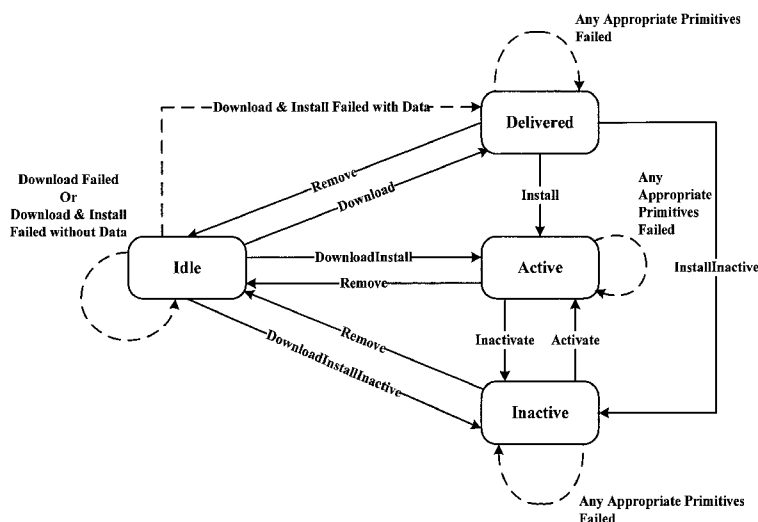 Any Appropriate Primitives
Failed
Download & Install Failed with Data
Delivered
Download Failed
Or
Download & Install
Failed without Data
Remove
Download
Install
Any
Appropriate
Primitives
Failed
Idle
DownloadInstall
Active
InstallInactive
Remove
Remove
DownloadInstallInactive
Inactivate
Activate
Inactive
Any Appropriate Primitives
Failed